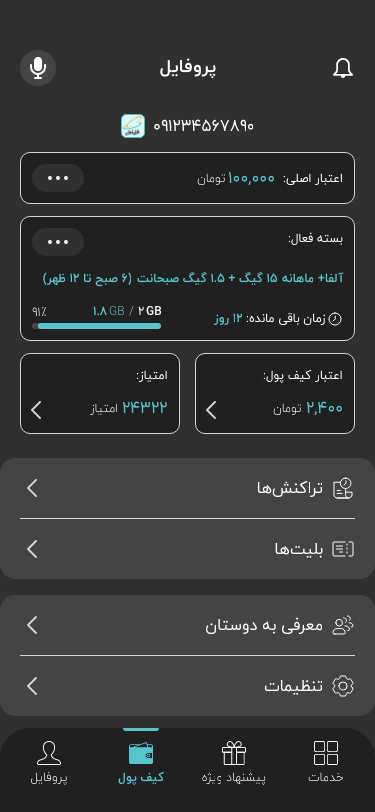 پروفایل
۰۹۱۲۳۴۵۶۷۸۹۰
اعتبار اصلی: ۱۰۰,۰۰۰ تومان
بسته فعال:
آلفا+ ماهانه ۱۵ گیگ + ۱.۵ گیگ صبحانت (۶ صبح تا ۱۲ ظهر)
زمان باقی مانده: ۱۲ روز
۱.۸ GB / ۲ GB
۹۱٪
اعتبار کیف پول:
۲,۴۰۰ تومان
امتیاز:
۲۴۳۲۲ امتیاز
تراکنش‌ها
بلیت‌ها
معرفی به دوستان
تنظیمات
خدمات
پیشنهاد ویژه
کیف پول
پروفایل